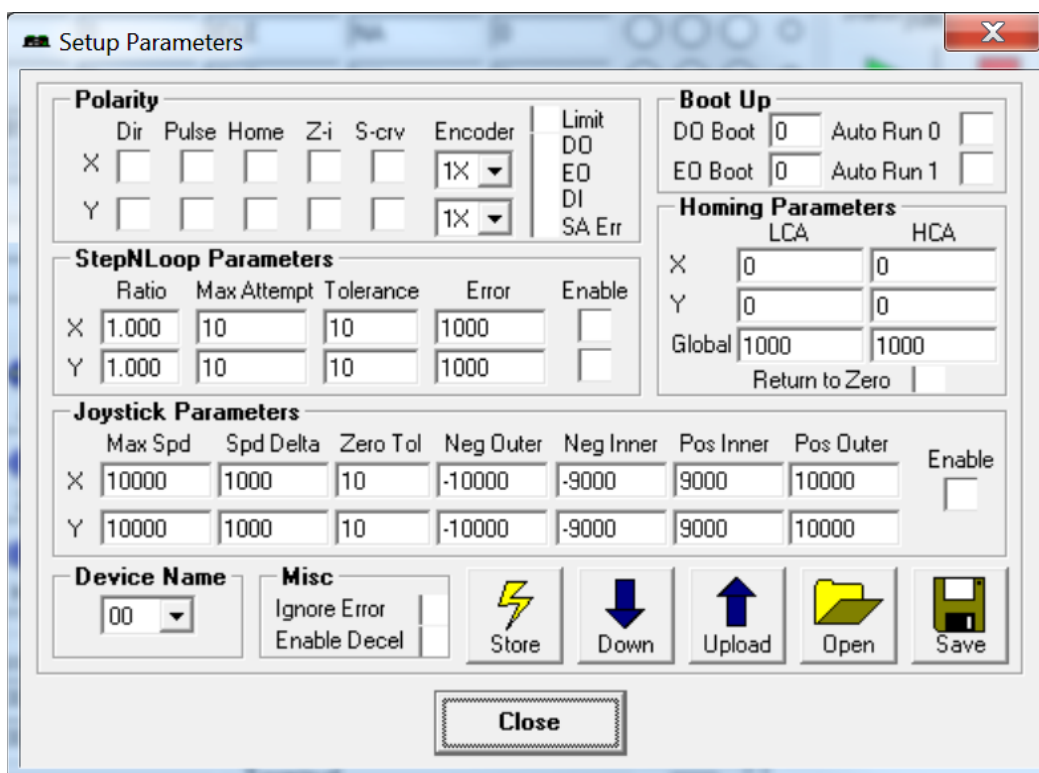 Setup Parameters
Polarity
Dir Pulse Home Z-i S-crv Encoder
X 1X
Y 1X
Limit
DO
EO
DI
SA Err
Boot Up
DO Boot 0 Auto Run 0
EO Boot 0 Auto Run 1
StepNLoop Parameters
Ratio Max Attempt Tolerance Error Enable
X 1.000 10 10 1000
Y 1.000 10 10 1000
Homing Parameters
LCA HCA
X 0 0
Y 0 0
Global 1000 1000
Return to Zero
Joystick Parameters
Max Spd Spd Delta Zero Tol Neg Outer Neg Inner Pos Inner Pos Outer Enable
X 10000 1000 10 -10000 -9000 9000 10000
Y 10000 1000 10 -10000 -9000 9000 10000
Device Name
00
Misc
Ignore Error
Enable Decel
Store Down Upload Open Save
Close